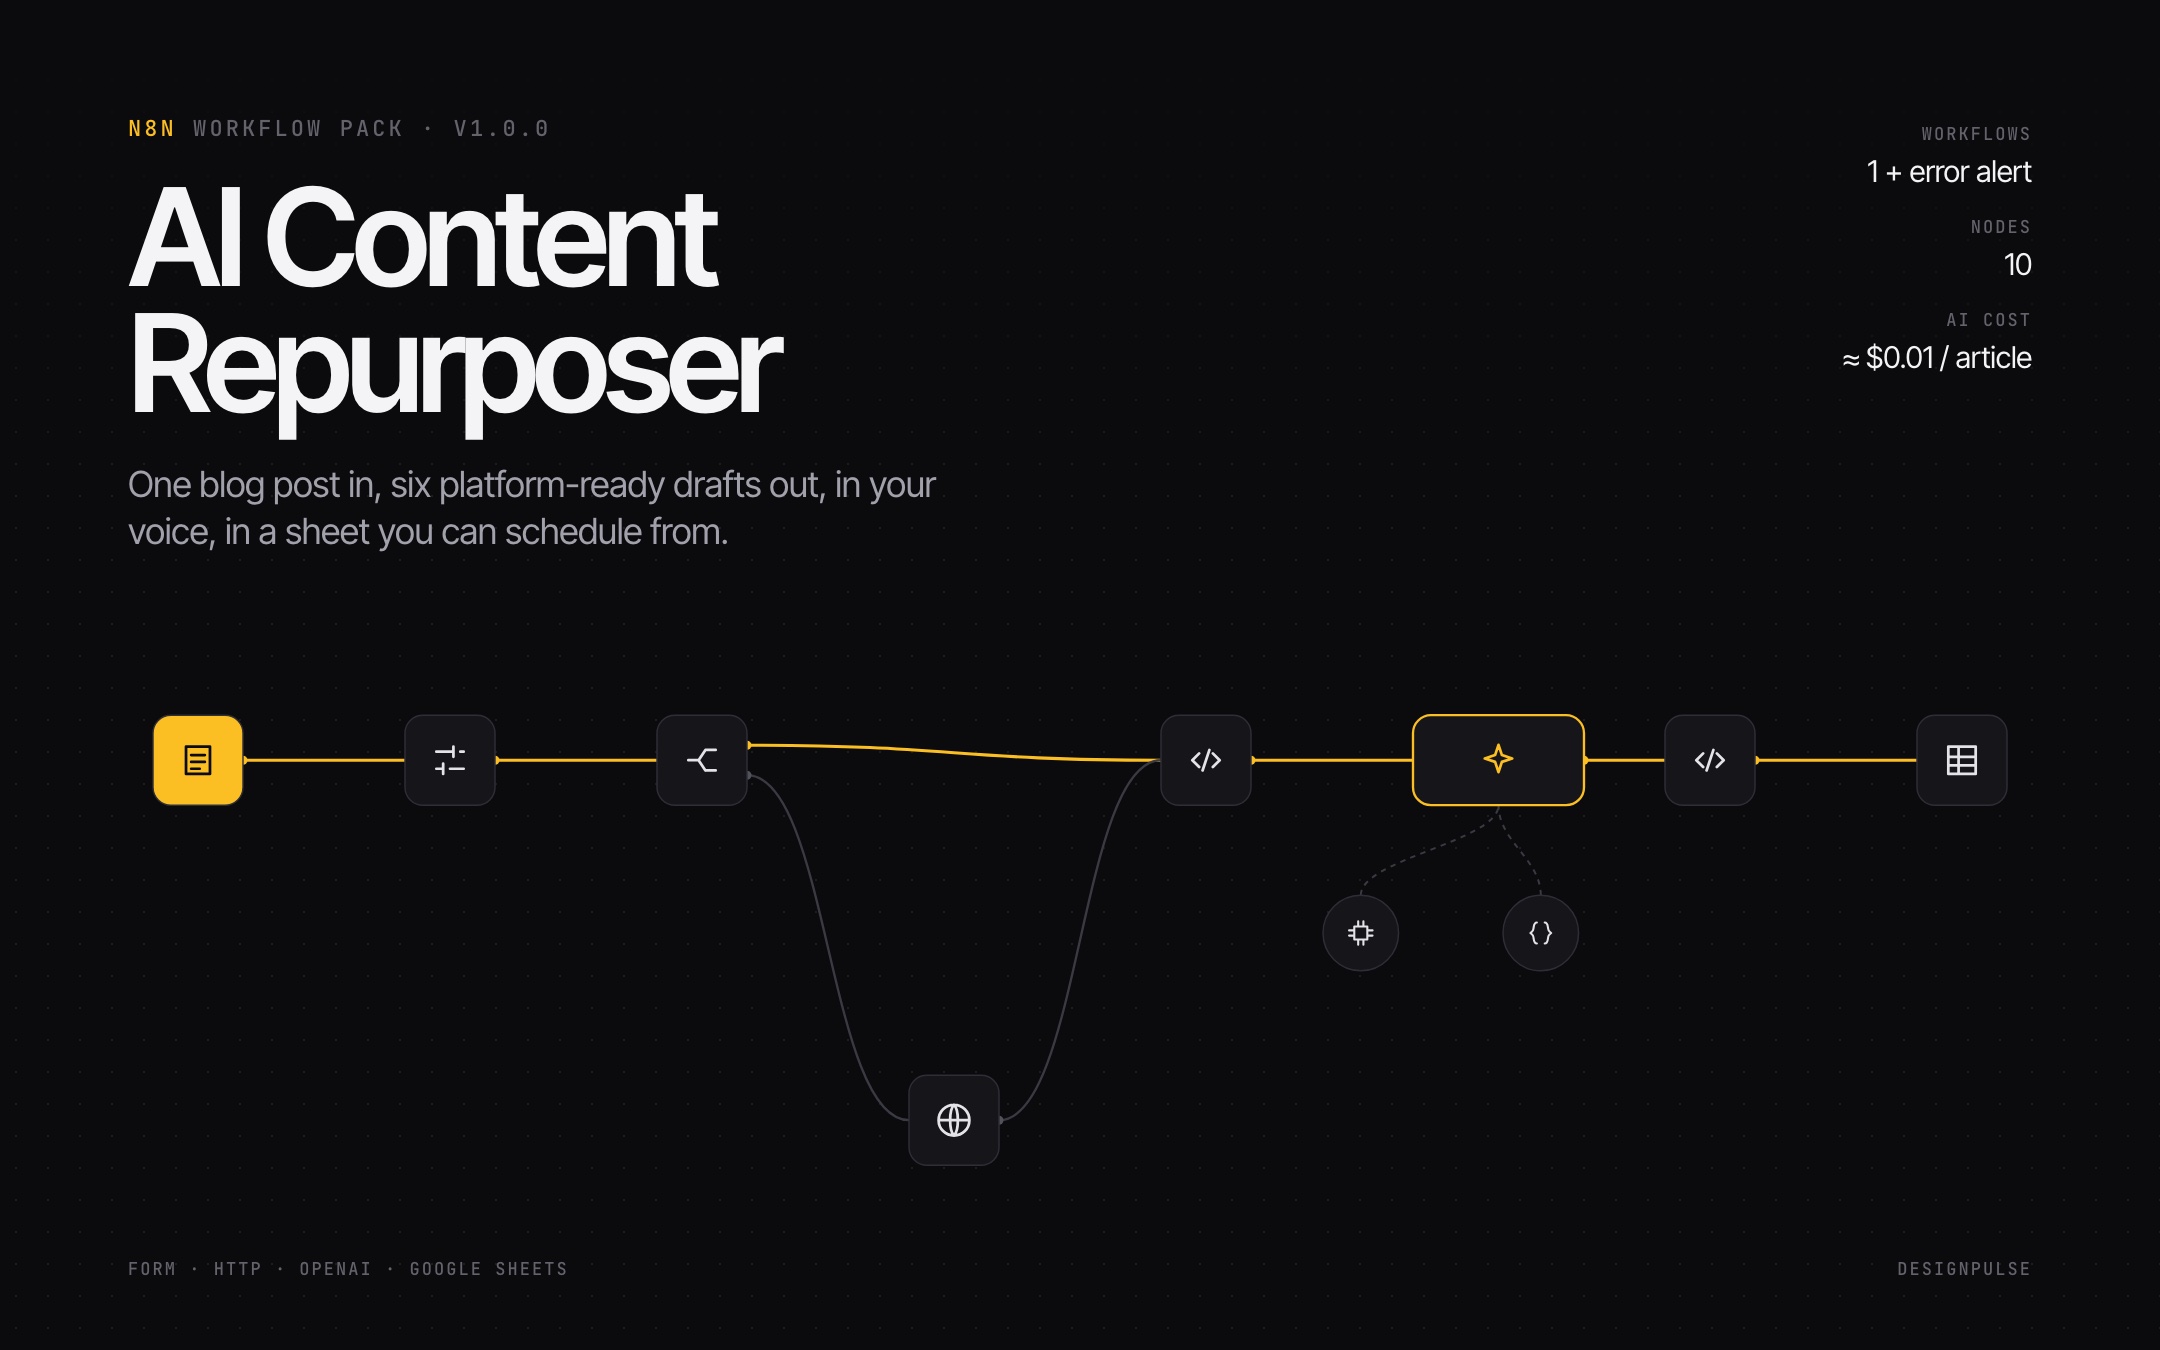 N8N WORKFLOW PACK · V1.0.0
AI Content
Repurposer
One blog post in, six platform-ready drafts out, in your
voice, in a sheet you can schedule from.
WORKFLOWS
1 + error alert
NODES
10
AI COST
≈ $0.01 / article
FORM · HTTP · OPENAI · GOOGLE SHEETS
DESIGNPULSE